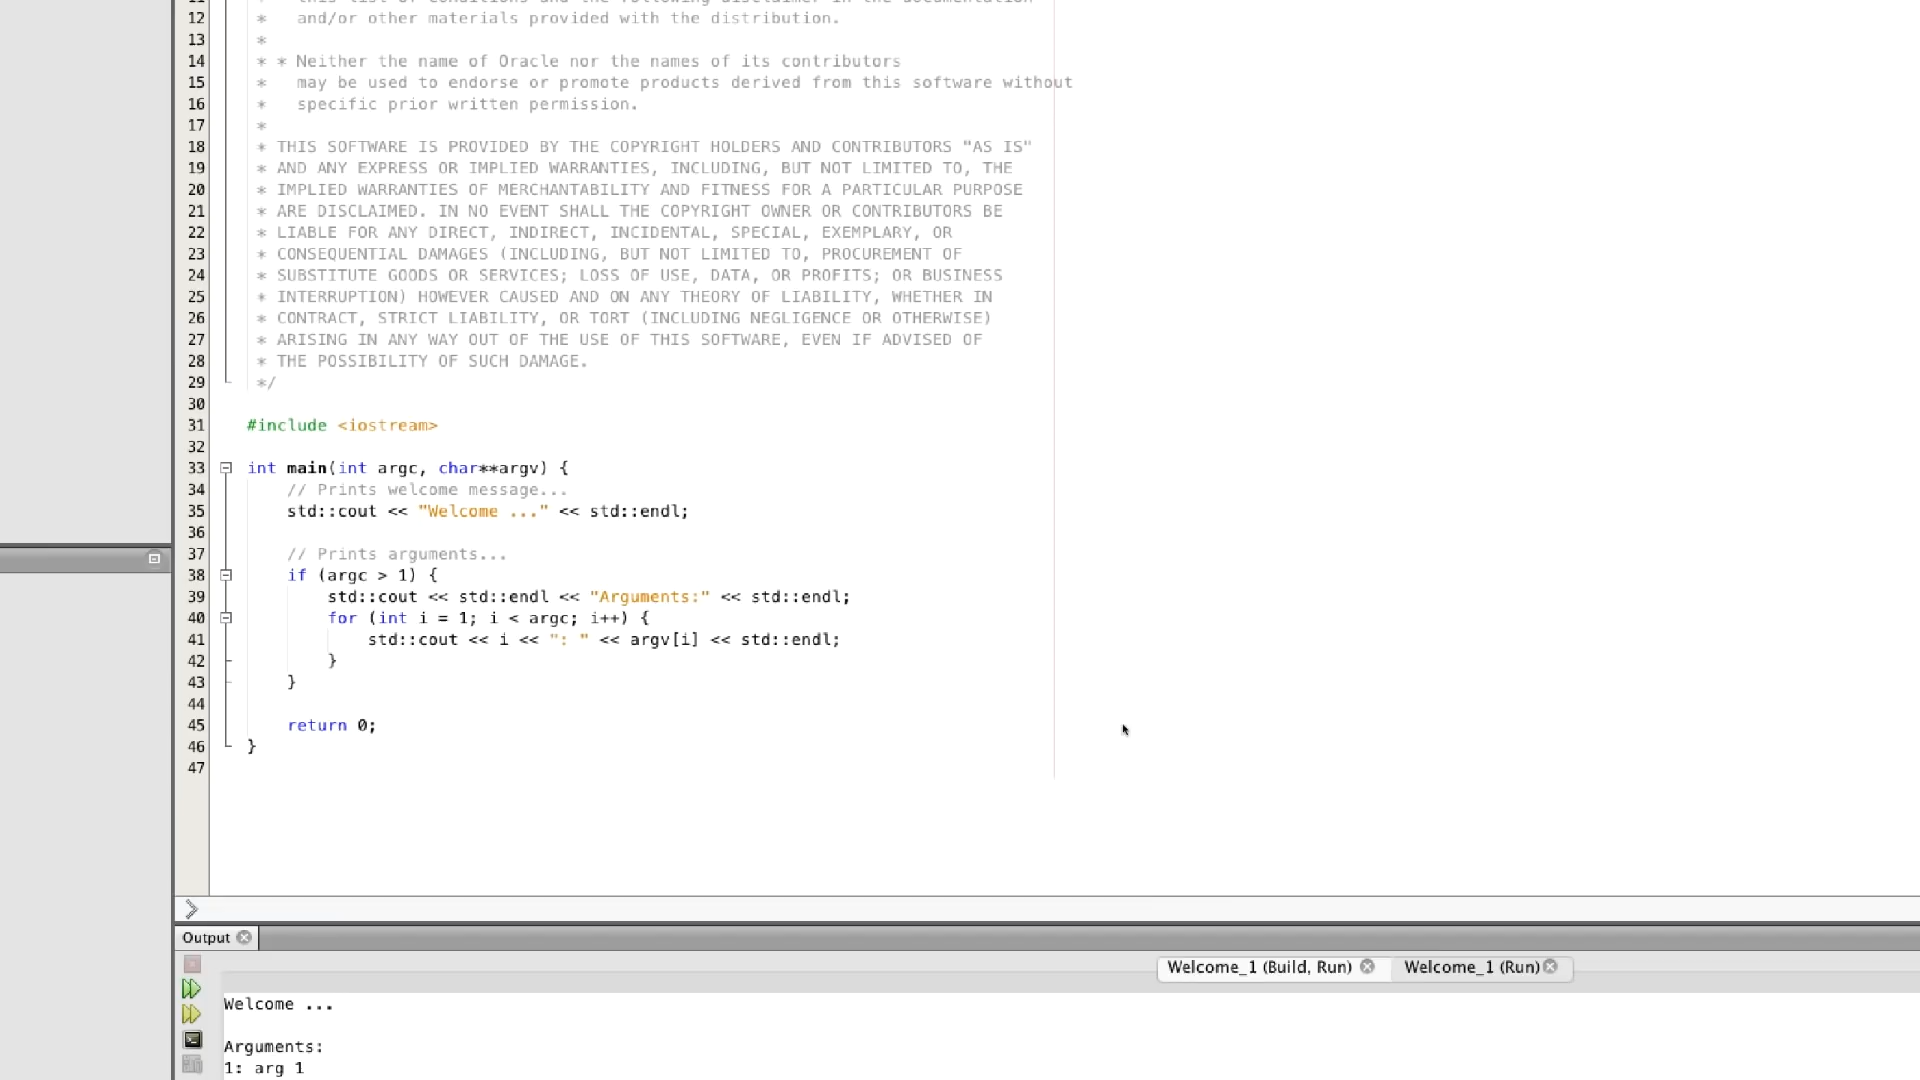 12 * and/or other materials provided with the distribution.
13 *
14 * * Neither the name of Oracle nor the names of its contributors
15 * may be used to endorse or promote products derived from this software without
16 * specific prior written permission.
17 *
18 * THIS SOFTWARE IS PROVIDED BY THE COPYRIGHT HOLDERS AND CONTRIBUTORS "AS IS"
19 * AND ANY EXPRESS OR IMPLIED WARRANTIES, INCLUDING, BUT NOT LIMITED TO, THE
20 * IMPLIED WARRANTIES OF MERCHANTABILITY AND FITNESS FOR A PARTICULAR PURPOSE
21 * ARE DISCLAIMED. IN NO EVENT SHALL THE COPYRIGHT OWNER OR CONTRIBUTORS BE
22 * LIABLE FOR ANY DIRECT, INDIRECT, INCIDENTAL, SPECIAL, EXEMPLARY, OR
23 * CONSEQUENTIAL DAMAGES (INCLUDING, BUT NOT LIMITED TO, PROCUREMENT OF
24 * SUBSTITUTE GOODS OR SERVICES; LOSS OF USE, DATA, OR PROFITS; OR BUSINESS
25 * INTERRUPTION) HOWEVER CAUSED AND ON ANY THEORY OF LIABILITY, WHETHER IN
26 * CONTRACT, STRICT LIABILITY, OR TORT (INCLUDING NEGLIGENCE OR OTHERWISE)
27 * ARISING IN ANY WAY OUT OF THE USE OF THIS SOFTWARE, EVEN IF ADVISED OF
28 * THE POSSIBILITY OF SUCH DAMAGE.
29 */
30
31 #include <iostream>
32
33 int main(int argc, char**argv) {
34 // Prints welcome message...
35 std::cout << "Welcome ..." << std::endl;
36
37 // Prints arguments...
38 if (argc > 1) {
39 std::cout << std::endl << "Arguments:" << std::endl;
40 for (int i = 1; i < argc; i++) {
41 std::cout << i << ": " << argv[i] << std::endl;
42 }
43 }
44
45 return 0;
46 }
47
Output
Welcome_1 (Build, Run) Welcome_1 (Run)
Welcome ...
Arguments:
1: arg 1